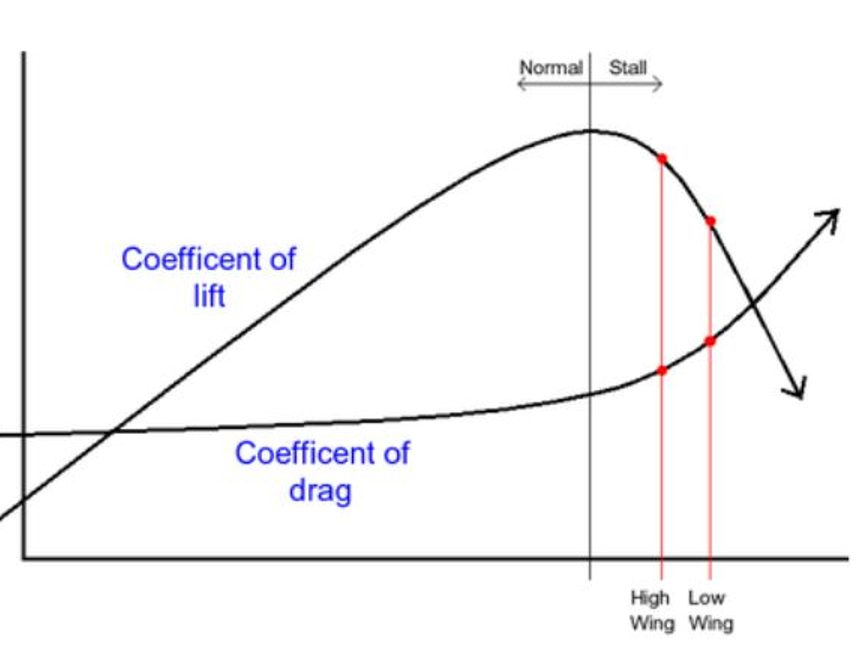 Normal
Stall
Coefficent of
lift
Coefficent of
drag
High
Wing
Low
Wing